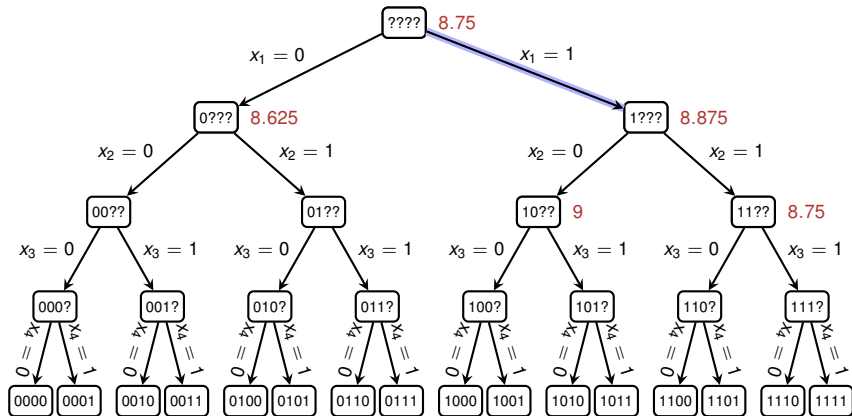 ???? 8.75
x₁ = 0 x₁ = 1
0??? 8.625 1??? 8.875
x₂ = 0 x₂ = 1 x₂ = 0 x₂ = 1
00?? 01?? 10?? 9 11?? 8.75
x₃ = 0 x₃ = 1 x₃ = 0 x₃ = 1 x₃ = 0 x₃ = 1 x₃ = 0 x₃ = 1
000? 001? 010? 011? 100? 101? 110? 111?
x₄ = 0 x₄ = 1 x₄ = 0 x₄ = 1 x₄ = 0 x₄ = 1 x₄ = 0 x₄ = 1 x₄ = 0 x₄ = 1 x₄ = 0 x₄ = 1 x₄ = 0 x₄ = 1 x₄ = 0 x₄ = 1
0000 0001 0010 0011 0100 0101 0110 0111 1000 1001 1010 1011 1100 1101 1110 1111